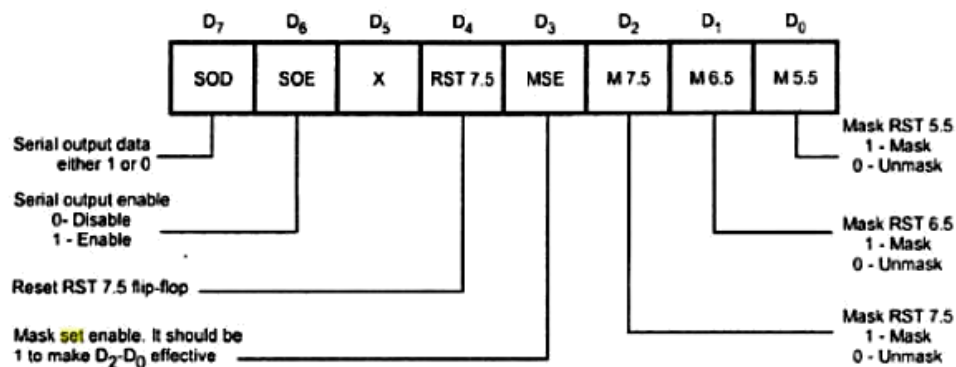 D7 D6 D5 D4 D3 D2 D1 D0
SOD SOE X RST 7.5 MSE M 7.5 M 6.5 M 5.5
Serial output data
either 1 or 0
Serial output enable
0- Disable
1 - Enable
Reset RST 7.5 flip-flop
Mask set enable. It should be
1 to make D2-D0 effective
Mask RST 5.5
1 - Mask
0 - Unmask
Mask RST 6.5
1 - Mask
0 - Unmask
Mask RST 7.5
1 - Mask
0 - Unmask